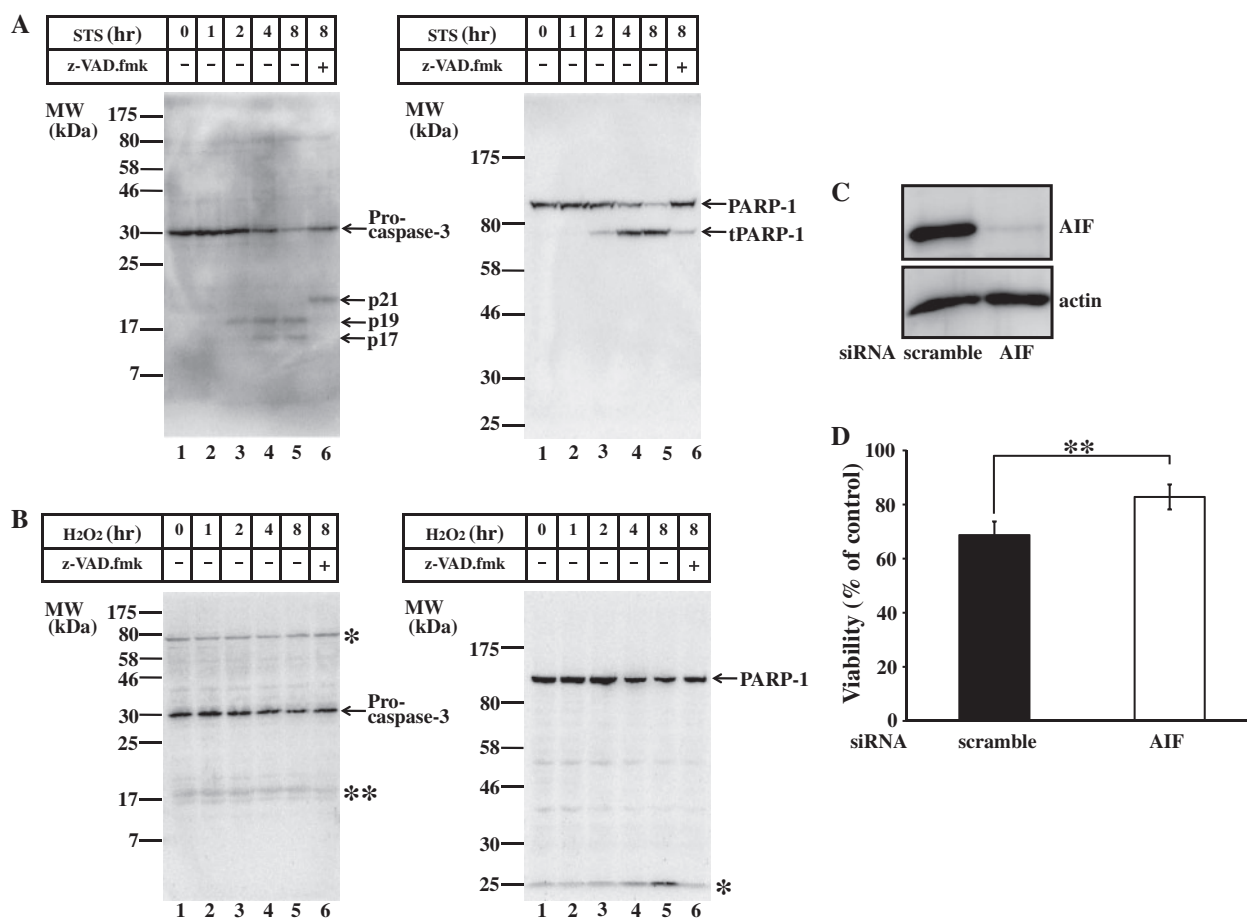 A
STS (hr) 0 1 2 4 8 8
z-VAD.fmk - - - - - +
MW
(kDa)
175
80
58
46
30
25
17
7
Pro-
caspase-3
p21
p19
p17
1 2 3 4 5 6
STS (hr) 0 1 2 4 8 8
z-VAD.fmk - - - - - +
MW
(kDa)
175
80
58
46
30
25
PARP-1
tPARP-1
1 2 3 4 5 6
B
H2O2 (hr) 0 1 2 4 8 8
z-VAD.fmk - - - - - +
MW
(kDa)
175
80
58
46
30
25
17
7
*
Pro-
caspase-3
**
1 2 3 4 5 6
H2O2 (hr) 0 1 2 4 8 8
z-VAD.fmk - - - - - +
MW
(kDa)
175
80
58
46
30
25
PARP-1
*
1 2 3 4 5 6
C
AIF
actin
siRNA scramble AIF
D
Viability (% of control)
100
80
60
40
20
0
**
siRNA scramble AIF